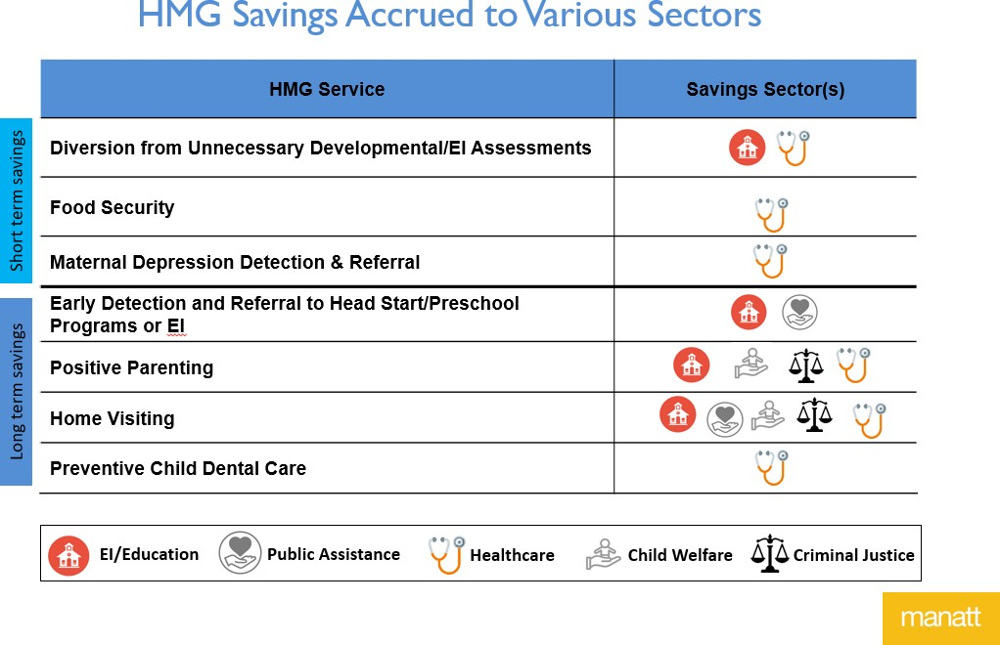 HMG Savings Accrued to Various Sectors
HMG Service
Savings Sector(s)
Short term savings
Diversion from Unnecessary Developmental/EI Assessments
Food Security
Maternal Depression Detection & Referral
Long term savings
Early Detection and Referral to Head Start/Preschool
Programs or EI
Positive Parenting
Home Visiting
Preventive Child Dental Care
EI/Education
Public Assistance
Healthcare
Child Welfare
Criminal Justice
manatt